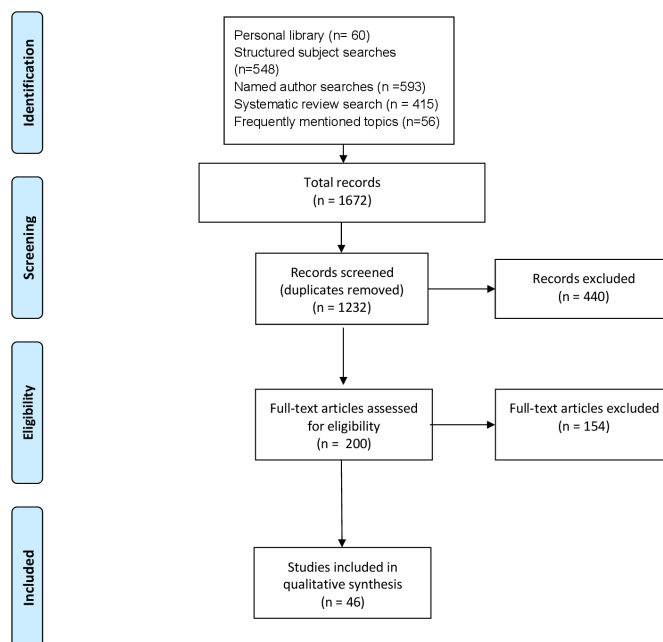 Identification
Personal library (n= 60)
Structured subject searches
(n=548)
Named author searches (n =593)
Systematic review search (n = 415)
Frequently mentioned topics (n=56)
Total records
(n = 1672)
Screening
Records screened
(duplicates removed)
n = 1232)
Records excluded
(n = 440)
Eligibility
Full-text articles assessed
for eligibility
(n =  200)
Full-text articles excluded
(n = 154)
Included
Studies included in
qualitative synthesis
(n = 46)